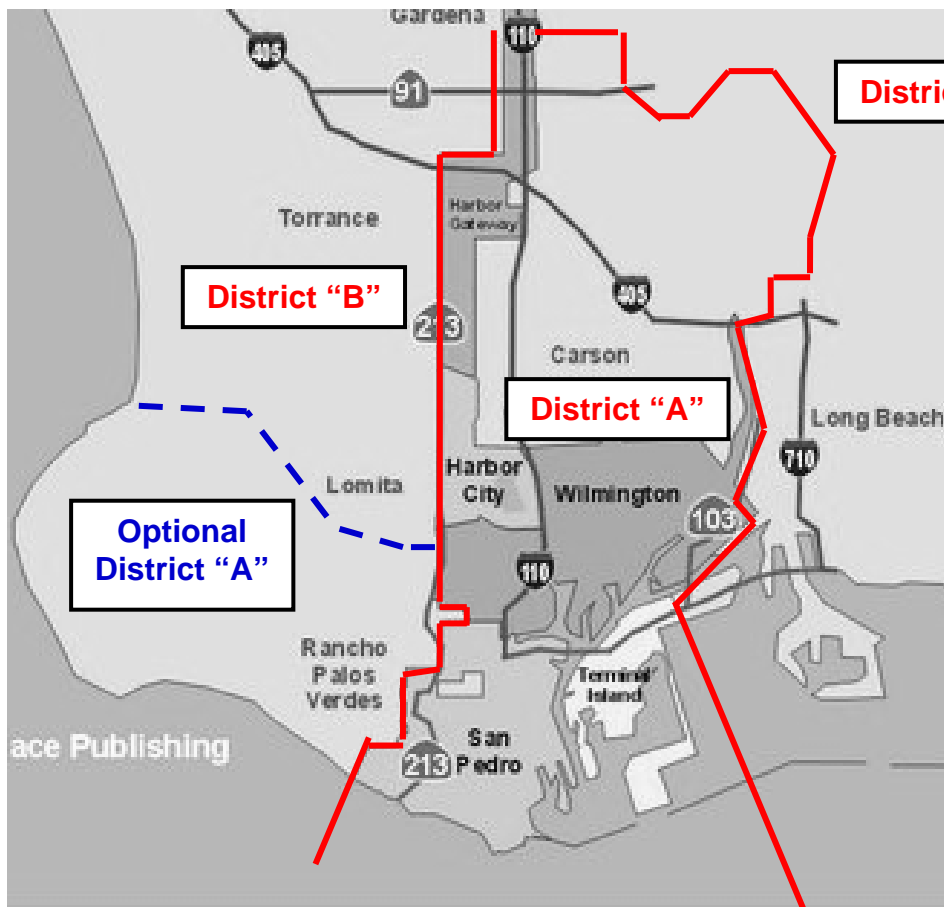 Gardena
110
405
91
Distric
Torrance
Harbor
Gateway
District “B”
213
405
Carson
District “A”
Long Beach
710
Lomita
Harbor
City
Wilmington
103
Optional
District “A”
110
Rancho
Palos
Verdes
Terminal
Island
San
Pedro
213
ace Publishing